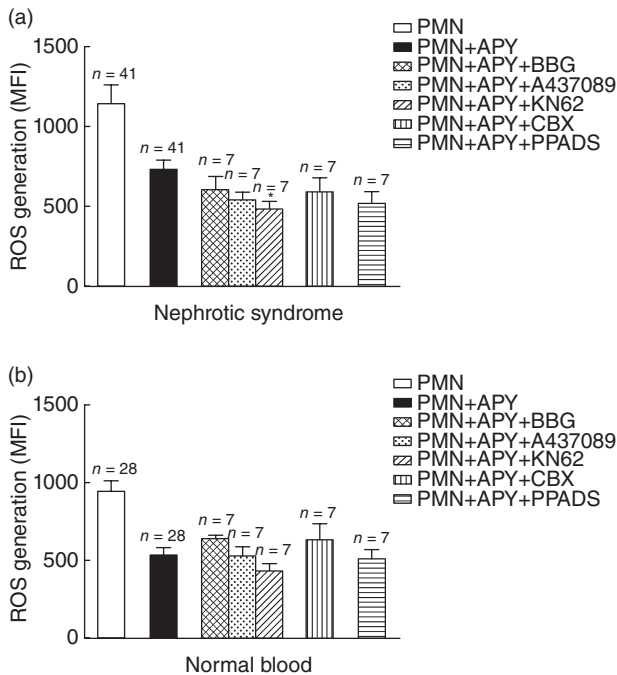 (a)
PMN
PMN+APY
PMN+APY+BBG
PMN+APY+A437089
PMN+APY+KN62
PMN+APY+CBX
PMN+APY+PPADS
ROS generation (MFI)
1500
1000
500
0
n = 41
n = 41
n = 7
n = 7
n = 7
*
n = 7
n = 7
Nephrotic syndrome
(b)
PMN
PMN+APY
PMN+APY+BBG
PMN+APY+A437089
PMN+APY+KN62
PMN+APY+CBX
PMN+APY+PPADS
ROS generation (MFI)
1500
1000
500
0
n = 28
n = 28
n = 7
n = 7
n = 7
n = 7
n = 7
Normal blood